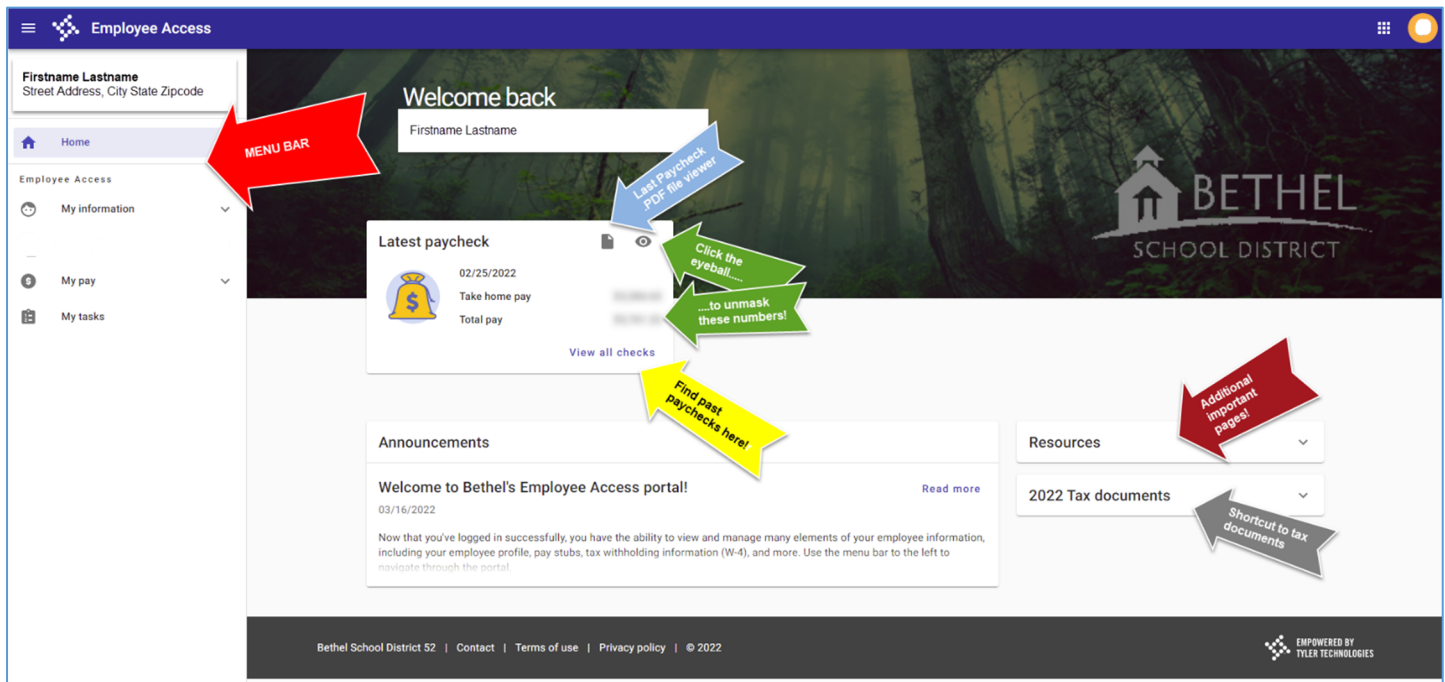 Employee Access
Firstname Lastname
Street Address, City State Zipcode
Home
Employee Access
My information
My pay
My tasks
MENU BAR
Welcome back
Firstname Lastname
BETHEL
SCHOOL DISTRICT
Last Paycheck
.PDF file viewer
Latest paycheck
Click the
eyeball.....
02/25/2022
Take home pay
Total pay
....to unmask
these numbers!
View all checks
Find past
paychecks here!
Additional
important
pages!
Announcements
Welcome to Bethel's Employee Access portal!
Read more
03/16/2022
Now that you've logged in successfully, you have the ability to view and manage many elements of your employee information,
including your employee profile, pay stubs, tax withholding information (W-4), and more. Use the menu bar to the left to
navigate through the portal.
Resources
2022 Tax documents
Shortcut to tax
documents
Bethel School District 52 | Contact | Terms of use | Privacy policy | © 2022
EMPOWERED BY
TYLER TECHNOLOGIES